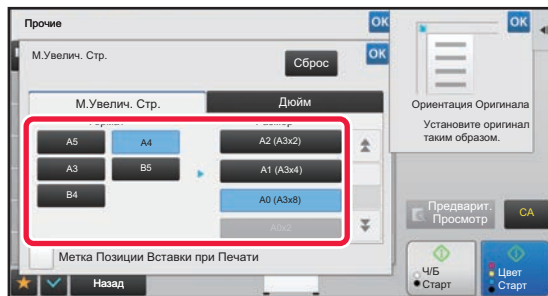 Прочие
OK
М.Увелич. Стр.
Сброс
OK
М.Увелич. Стр.
Дюйм
A5
A4
A3
B5
B4
A2 (A3x2)
A1 (A3x4)
A0 (A3x8)
A0x2
Метка Позиции Вставки при Печати
Назад
OK
Ориентация Оригинала
Установите оригинал
таким образом.
Предварит.
Просмотр
CA
Ч/Б
Старт
Цвет
Старт